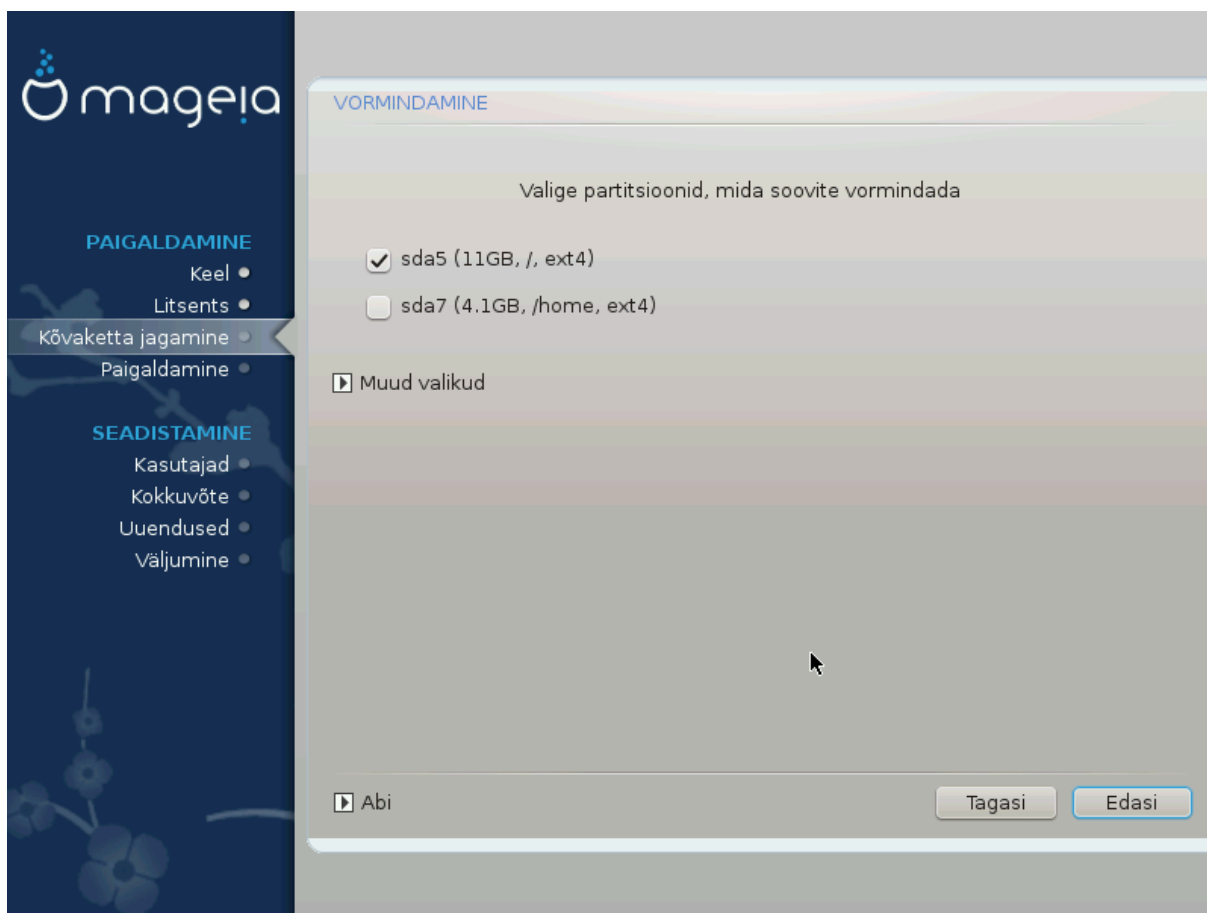 mageia
PAIGALDAMINE
Keel
Litsents
Kõvaketta jagamine
Paigaldamine
SEADISTAMINE
Kasutajad
Kokkuvõte
Uuendused
Väljumine
VORMINDAMINE
Valige partitsioonid, mida soovite vormindada
sda5 (11GB, /, ext4)
sda7 (4.1GB, /home, ext4)
Muud valikud
Abi
Tagasi
Edasi